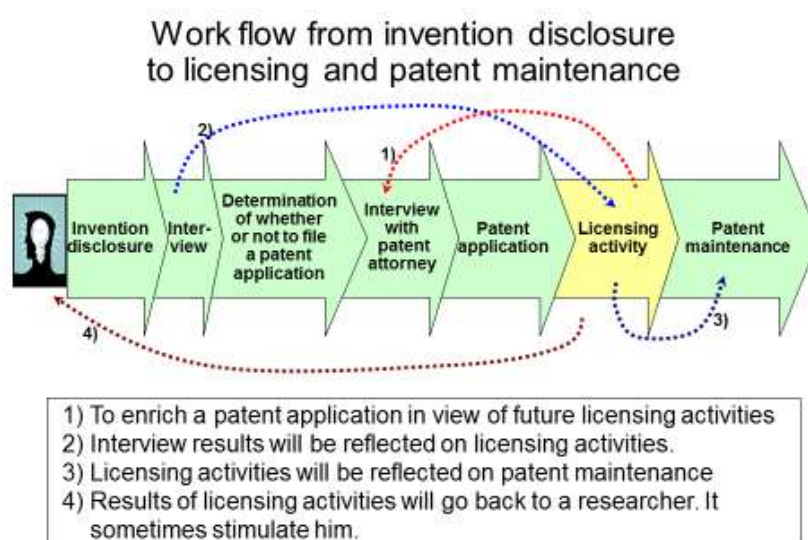 Work flow from invention disclosure
to licensing and patent maintenance
2)
1)
Invention
disclosure
Inter-
view
Determination
of whether
or not to file
a patent
application
Interview
with
patent
attorney
Patent
application
Licensing
activity
Patent
maintenance
4)
3)
1) To enrich a patent application in view of future licensing activities
2) Interview results will be reflected on licensing activities.
3) Licensing activities will be reflected on patent maintenance
4) Results of licensing activities will go back to a researcher. It
sometimes stimulate him.